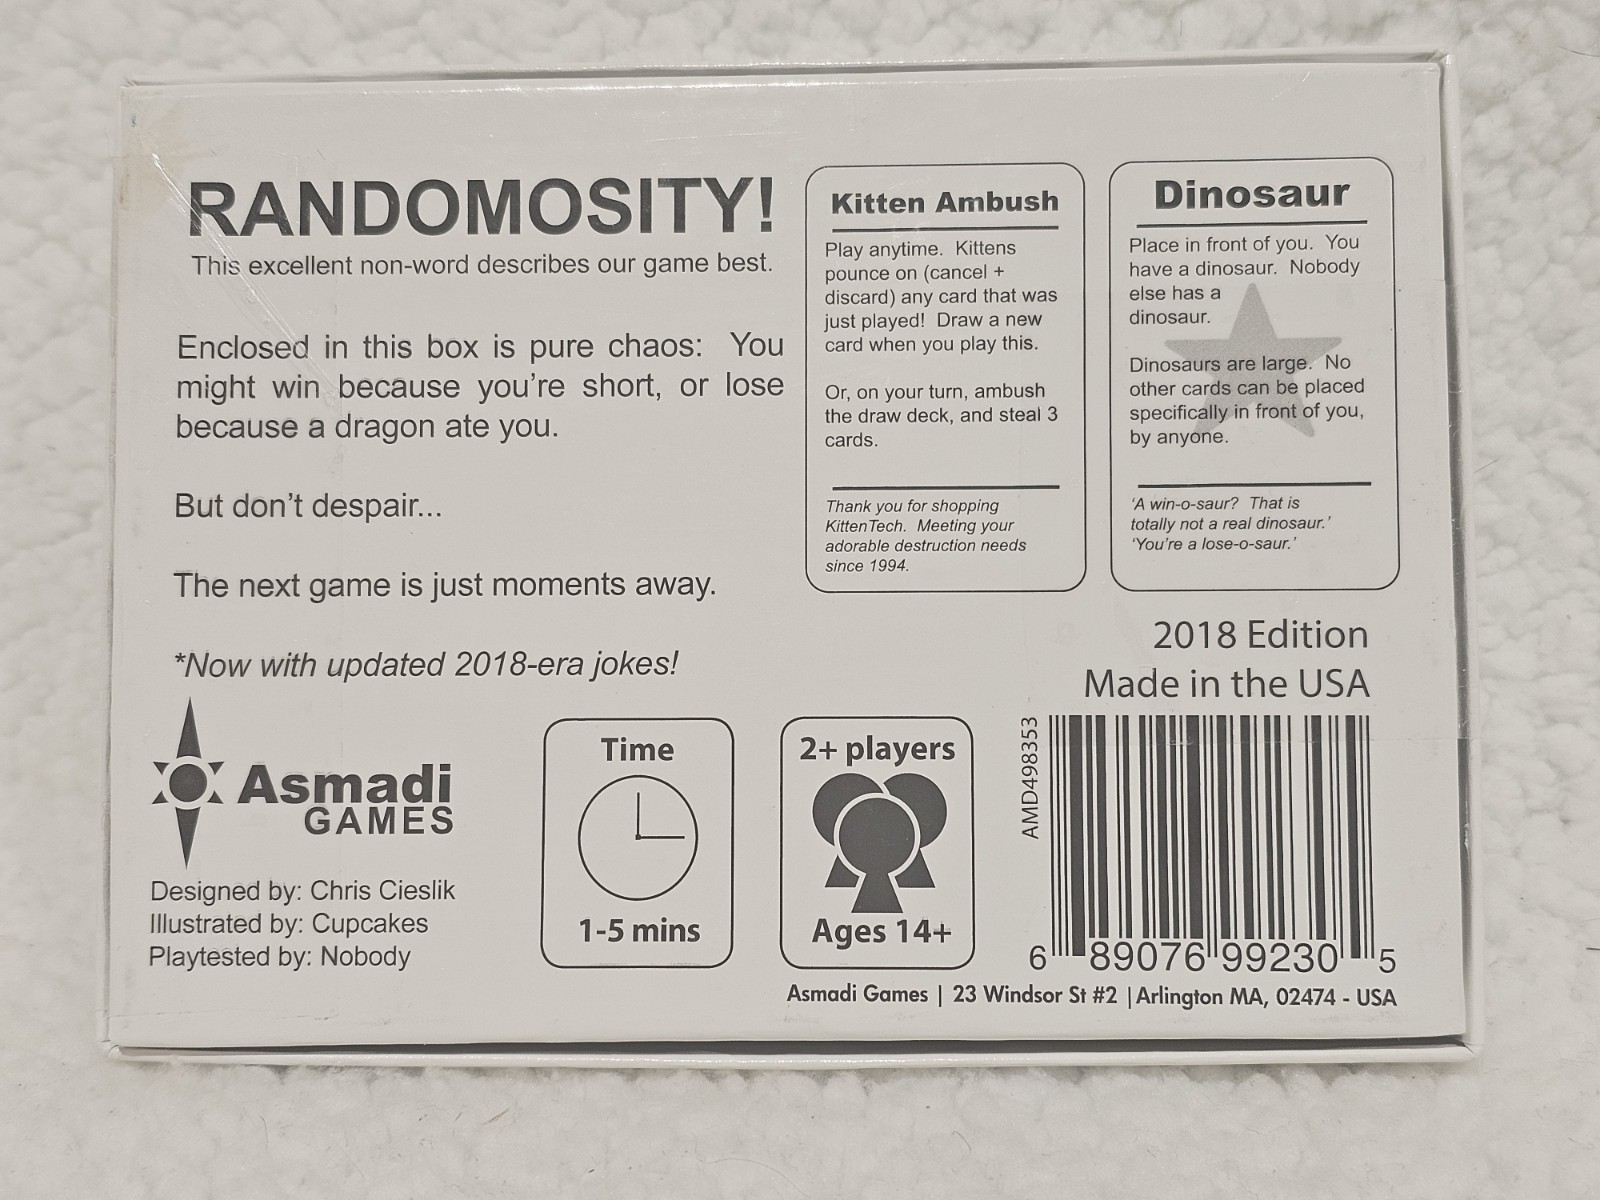 RANDOMOSITY!
This excellent non-word describes our game best.
Enclosed in this box is pure chaos: You
might win because you're short, or lose
because a dragon ate you.
But don't despair...
The next game is just moments away.
*Now with updated 2018-era jokes!
Kitten Ambush
Play anytime. Kittens
pounce on (cancel +
discard) any card that was
just played! Draw a new
card when you play this.
Or, on your turn, ambush
the draw deck, and steal 3
cards.
Thank you for shopping
KittenTech. Meeting your
adorable destruction needs
since 1994.
Dinosaur
Place in front of you. You
have a dinosaur. Nobody
else has a
dinosaur.
Dinosaurs are large. No
other cards can be placed
specifically in front of you,
by anyone.
'A win-o-saur? That is
totally not a real dinosaur.'
'You're a lose-o-saur.'
2018 Edition
Made in the USA
Asmadi
GAMES
Designed by: Chris Cieslik
Illustrated by: Cupcakes
Playtested by: Nobody
Time
1-5 mins
2+ players
Ages 14+
AMD498353
6 89076 99230 5
Asmadi Games | 23 Windsor St #2 | Arlington MA, 02474 - USA